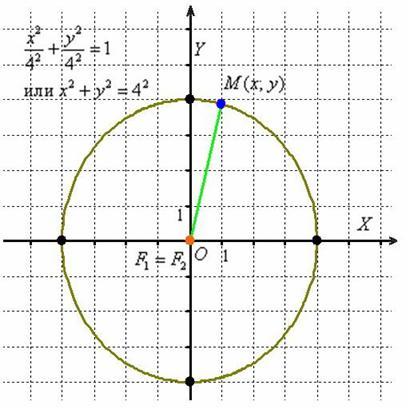 x²/4² + y²/4² = 1
или x² + y² = 4²
Y
M(x; y)
1
X
F₁ = F₂
O
1